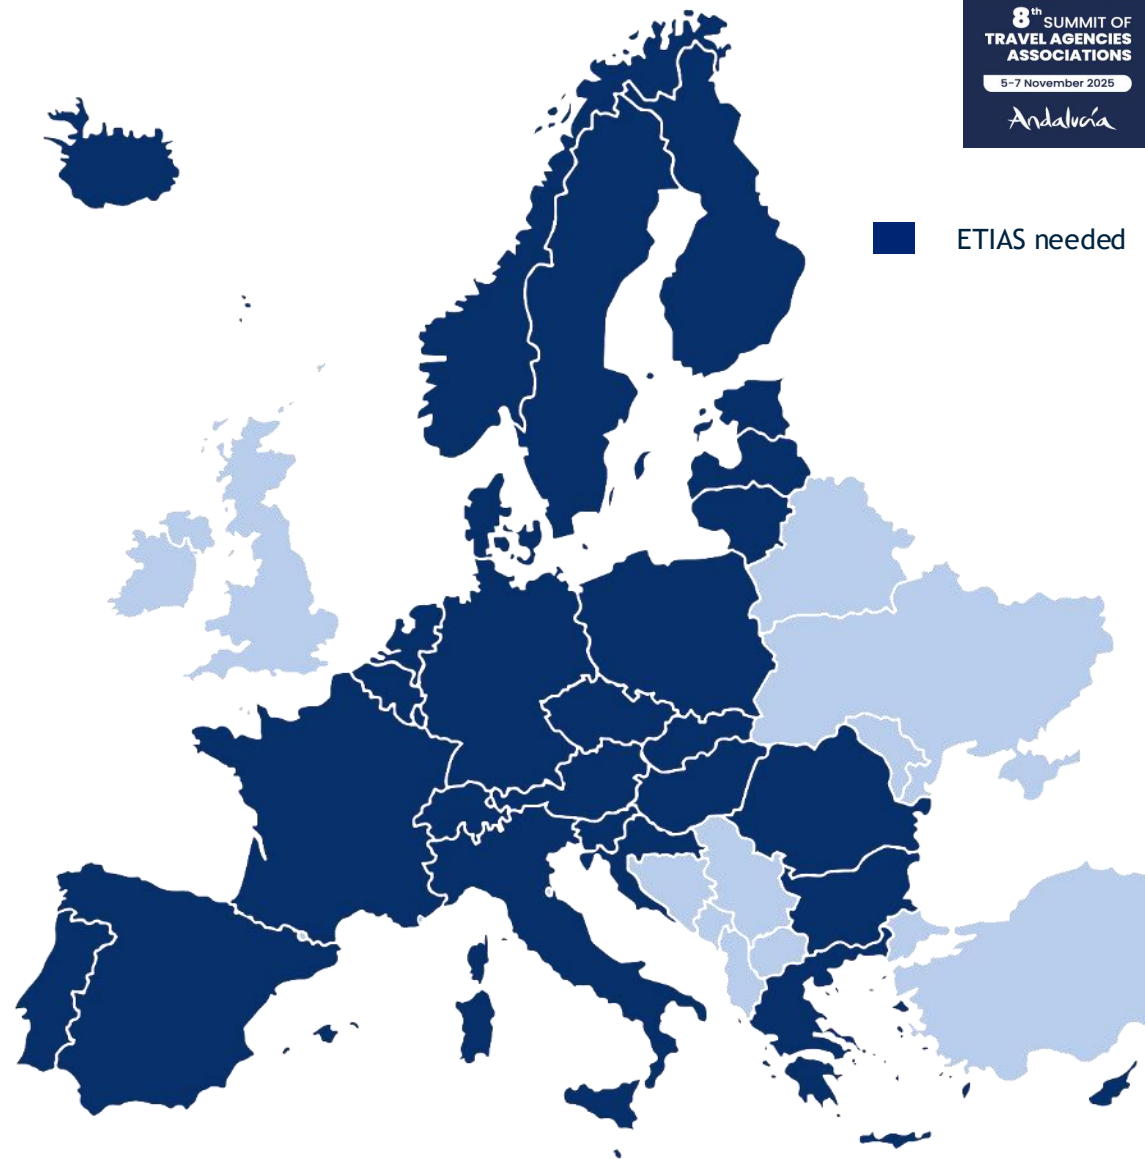 8th SUMMIT OF
TRAVEL AGENCIES
ASSOCIATIONS
5-7 November 2025
Andalucía
ETIAS needed